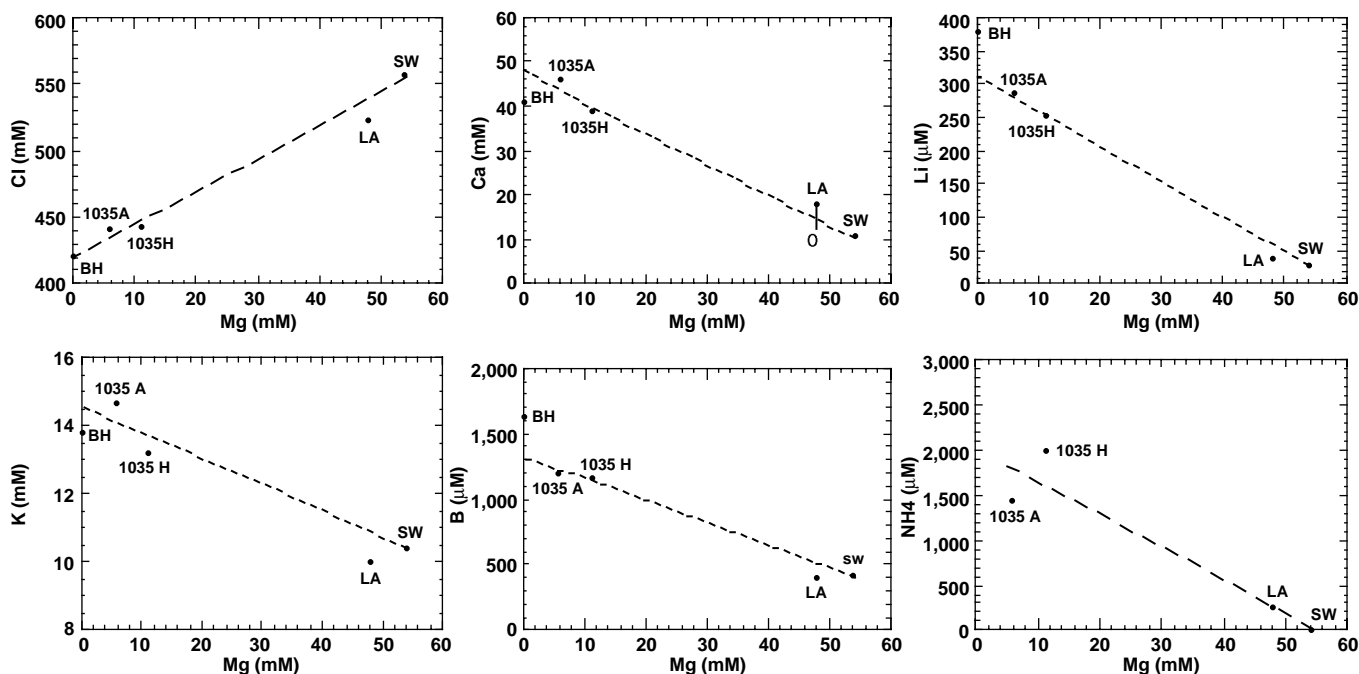 600
550
500
450
400
Cl (mM)
SW
LA
1035A
1035H
BH
0 10 20 30 40 50 60
Mg (mM)
60
50
40
30
20
10
0
Ca (mM)
1035A
BH
1035H
LA
SW
0
0 10 20 30 40 50 60
Mg (mM)
400
350
300
250
200
150
100
50
0
Li (µM)
BH
1035A
1035H
LA
SW
0 10 20 30 40 50 60
Mg (mM)
16
14
12
10
8
K (mM)
1035 A
BH
1035 H
SW
LA
0 10 20 30 40 50 60
Mg (mM)
2,000
1,500
1,000
500
0
B (µM)
BH
1035 H
1035 A
SW
LA
0 10 20 30 40 50 60
Mg (mM)
3,000
2,500
2,000
1,500
1,000
500
0
NH4 (µM)
1035 H
1035 A
LA
SW
0 10 20 30 40 50 60
Mg (mM)